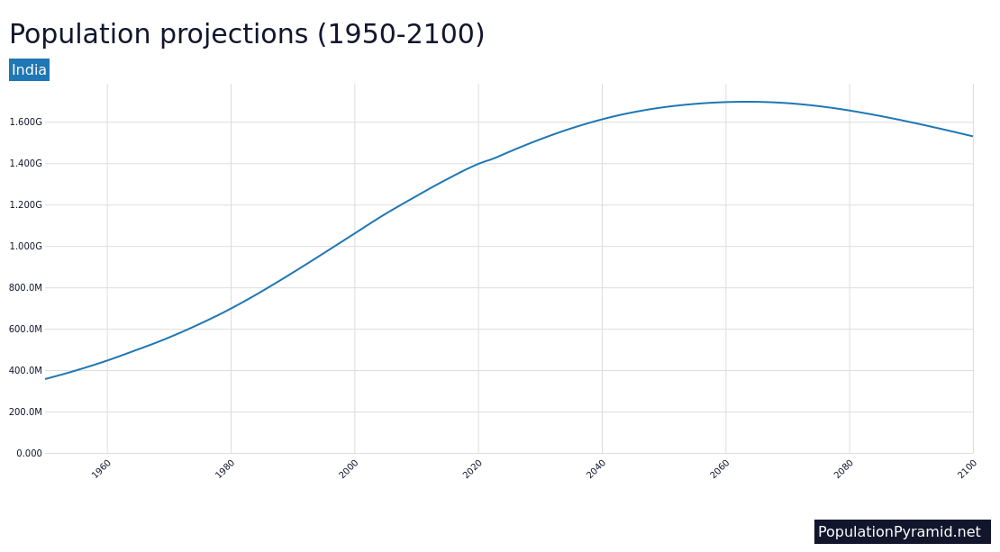 Population projections (1950-2100)
India
1.600G
1.400G
1.200G
1.000G
800.0M
600.0M
400.0M
200.0M
0.000
1960
1980
2000
2020
2040
2060
2080
2100
PopulationPyramid.net